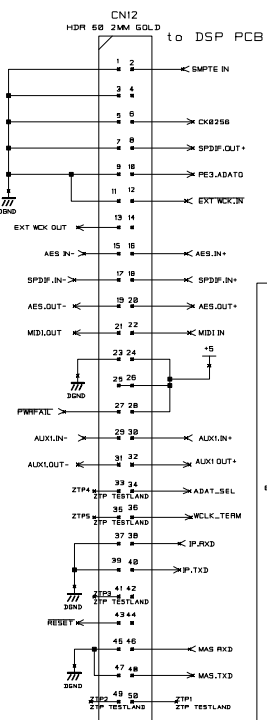 CN12
HDR 50 2MM GOLD
to DSP PCB
1 2
SMPTE IN
3 4
5 6
CK0256
7 8
SPDIF.OUT+
9 10
PE3.ADATO
DGND
11 12
EXT WCK.IN
EXT WCK OUT
13 14
AES IN-
15 16
AES.IN+
SPDIF.IN-
17 18
SPDIF.IN+
AES.OUT-
19 20
AES.OUT+
MIDI.OUT
21 22
MIDI IN
+5
23 24
DGND
25 26
PWRFAIL
27 28
AUX1.IN-
29 30
AUX1.IN+
AUX1.OUT-
31 32
AUX1 OUT+
ZTP4
33 34
ADAT_SEL
ZTP TESTLAND
ZTP5
35 36
WCLK_TERM
ZTP TESTLAND
37 38
IP.RXD
39 40
IP.TXD
DGND
ZTP3
41 42
ZTP TESTLAND
RESET
43 44
45 46
MAS RXD
DGND
47 48
MAS.TXD
ZTP2
49 50
ZTP1
ZTP TESTLAND
ZTP TESTLAND